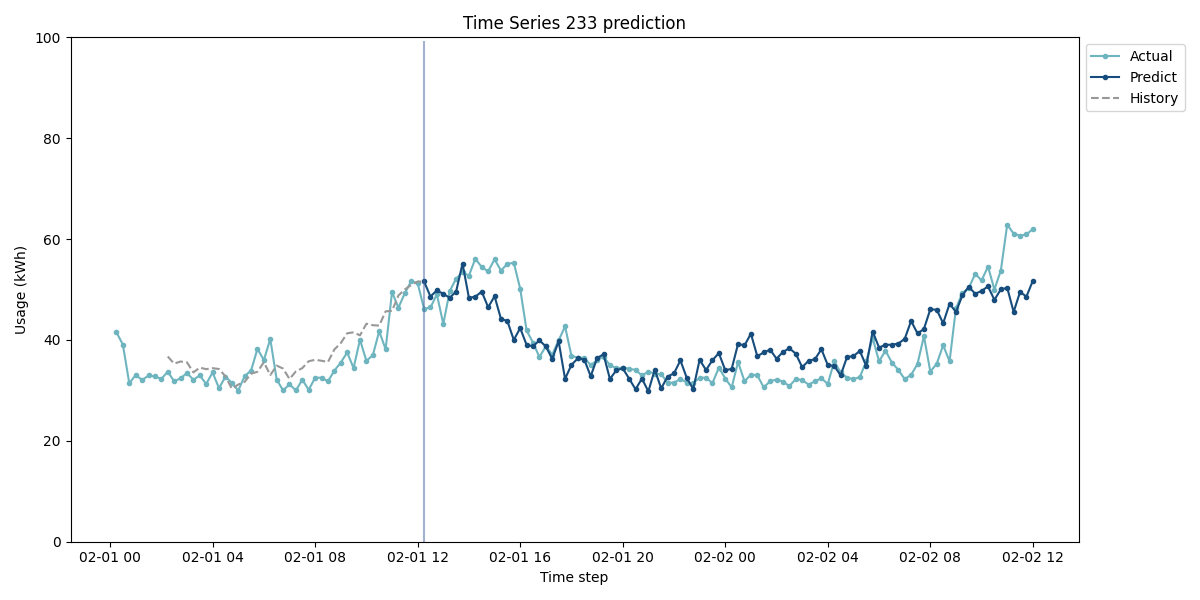 Time Series 233 prediction
100
80
60
40
20
0
Usage (kWh)
02-01 00
02-01 04
02-01 08
02-01 12
02-01 16
02-01 20
02-02 00
02-02 04
02-02 08
02-02 12
Time step
Actual
Predict
History